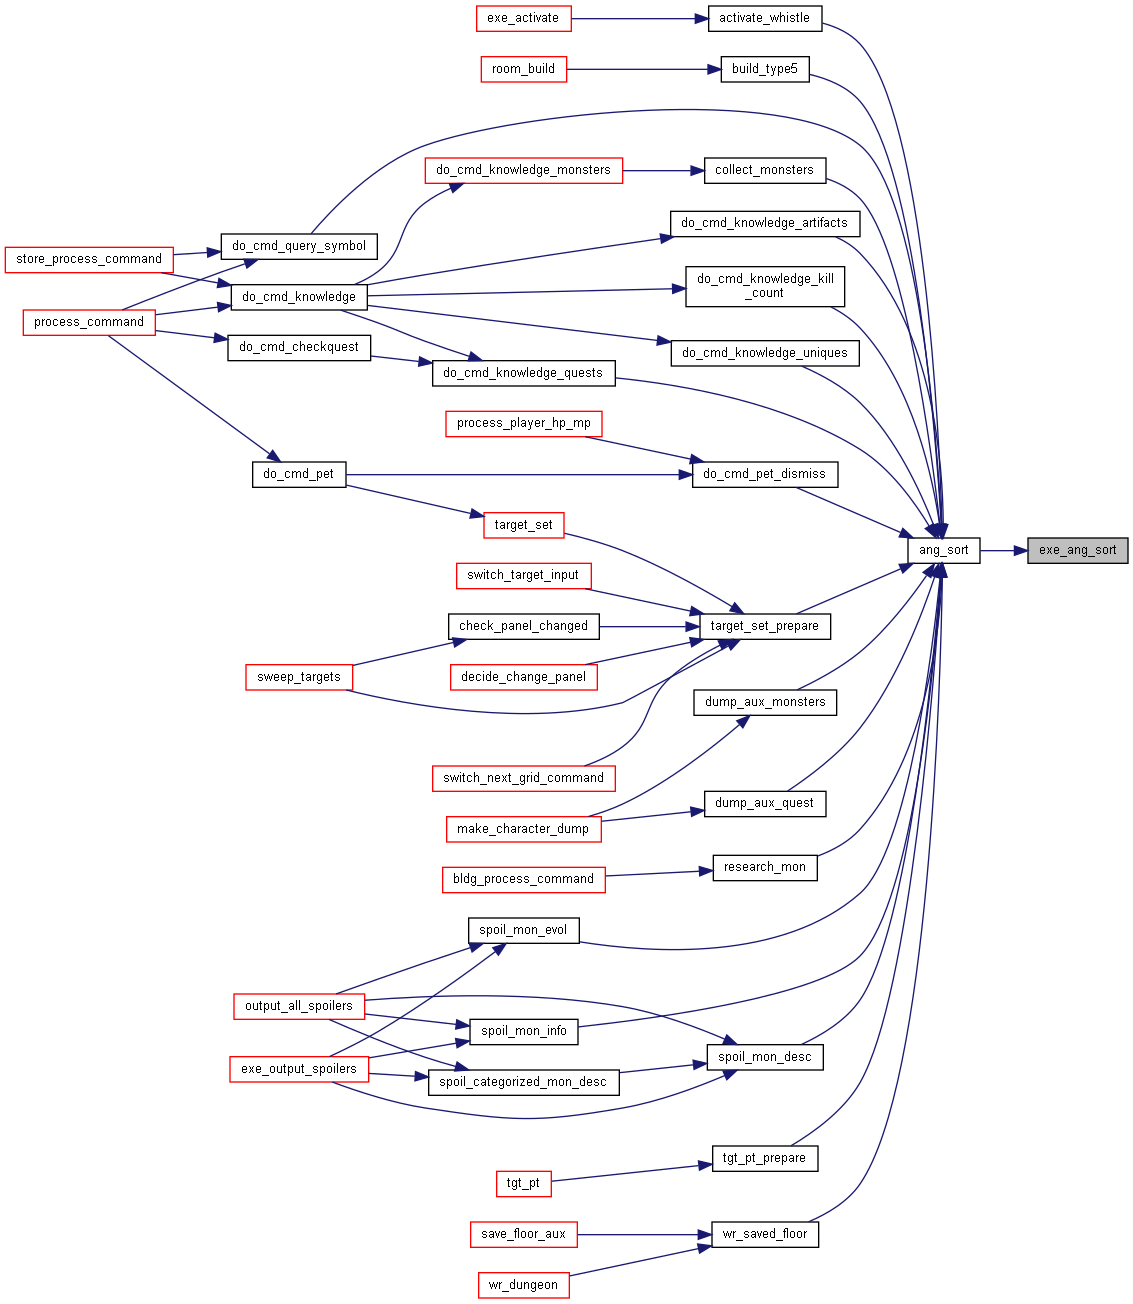 exe_activate
activate_whistle
room_build
build_type5
do_cmd_knowledge_monsters
collect_monsters
do_cmd_knowledge_artifacts
do_cmd_query_symbol
store_process_command
do_cmd_knowledge_kill
_count
do_cmd_knowledge
process_command
do_cmd_checkquest
do_cmd_knowledge_uniques
do_cmd_knowledge_quests
process_player_hp_mp
do_cmd_pet
do_cmd_pet_dismiss
target_set
ang_sort
exe_ang_sort
switch_target_input
check_panel_changed
target_set_prepare
sweep_targets
decide_change_panel
dump_aux_monsters
switch_next_grid_command
dump_aux_quest
make_character_dump
research_mon
bldg_process_command
spoil_mon_evol
output_all_spoilers
spoil_mon_info
spoil_mon_desc
exe_output_spoilers
spoil_categorized_mon_desc
tgt_pt_prepare
tgt_pt
save_floor_aux
wr_saved_floor
wr_dungeon